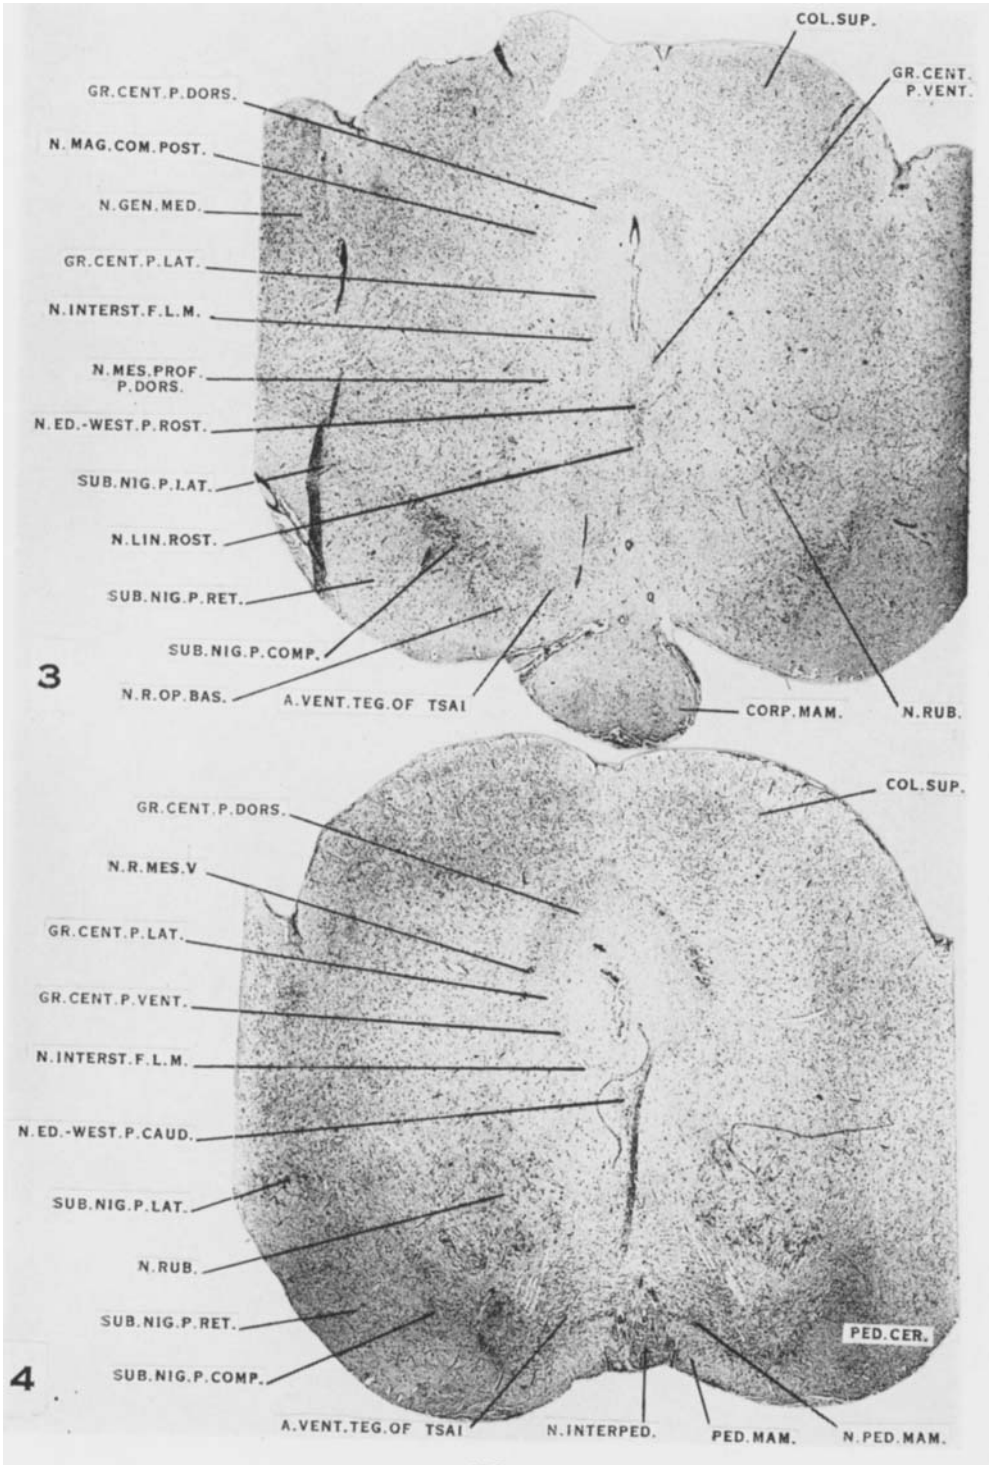 COL.SUP.
GR.CENT.
P.VENT.
GR.CENT.P.DORS.
N.MAG.COM.POST.
N.GEN.MED.
GR.CENT.P.LAT.
N.INTERST.F.L.M.
N.MES.PROF.
P.DORS.
N.ED.-WEST.P.ROST.
SUB.NIG.P.LAT.
N.LIN.ROST.
SUB.NIG.P.RET.
SUB.NIG.P.COMP.
N.R.OP.BAS.
A.VENT.TEG.OF TSAI
CORP.MAM.
N.RUB.
3
COL.SUP.
GR.CENT.P.DORS.
N.R.MES.V
GR.CENT.P.LAT.
GR.CENT.P.VENT.
N.INTERST.F.L.M.
N.ED.-WEST.P.CAUD.
SUB.NIG.P.LAT.
N.RUB.
SUB.NIG.P.RET.
PED.CER.
SUB.NIG.P.COMP.
4
A.VENT.TEG.OF TSAI
N.INTERPED.
PED.MAM.
N.PED.MAM.